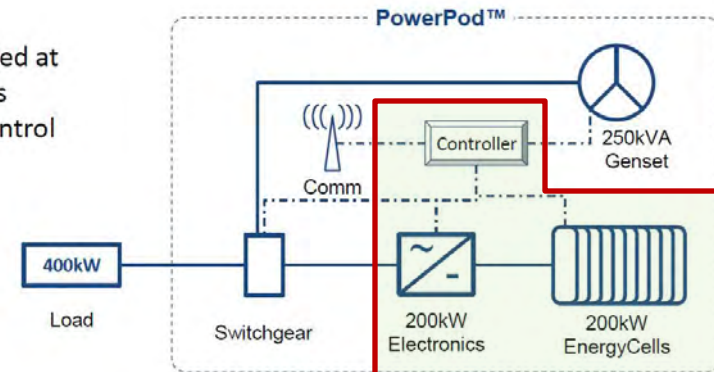 PowerPod™
ed at
s
ntrol
Controller
250kVA
Genset
Comm
400kW
Load
Switchgear
200kW
Electronics
200kW
EnergyCells